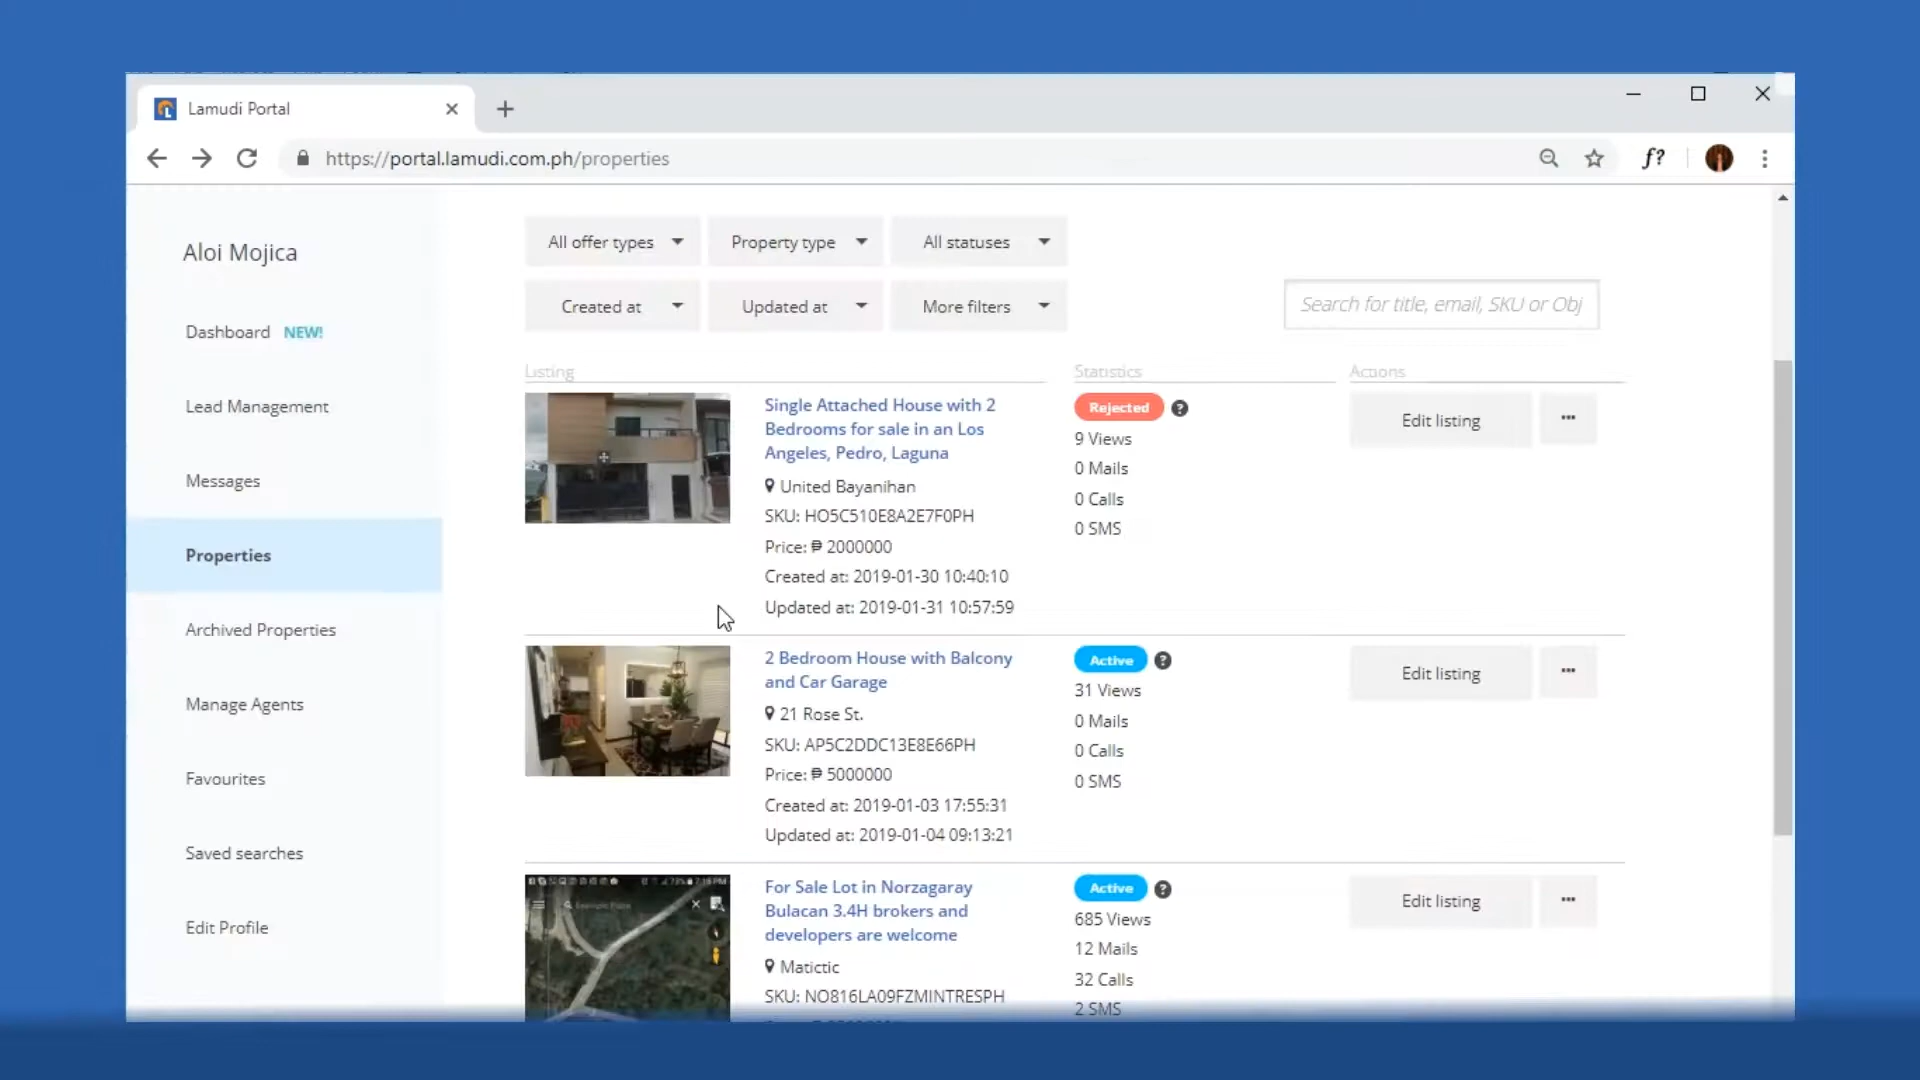 Lamudi Portal
https://portal.lamudi.com.ph/properties
f?
Aloi Mojica
Dashboard NEW!
Lead Management
Messages
Properties
Archived Properties
Manage Agents
Favourites
Saved searches
Edit Profile
All offer types
Property type
All statuses
Created at
Updated at
More filters
Search for title, email, SKU or Obj
Listing
Statistics
Actions
Single Attached House with 2
Bedrooms for sale in an Los
Angeles, Pedro, Laguna
United Bayanihan
SKU: HO5C510E8A2E7F0PH
Price: ₱ 2000000
Created at: 2019-01-30 10:40:10
Updated at: 2019-01-31 10:57:59
Rejected ?
9 Views
0 Mails
0 Calls
0 SMS
Edit listing ...
2 Bedroom House with Balcony
and Car Garage
21 Rose St.
SKU: AP5C2DDC13E8E66PH
Price: ₱ 5000000
Created at: 2019-01-03 17:55:31
Updated at: 2019-01-04 09:13:21
Active ?
31 Views
0 Mails
0 Calls
0 SMS
Edit listing ...
For Sale Lot in Norzagaray
Bulacan 3.4H brokers and
developers are welcome
Matictic
SKU: NO816LA09FZMINTRESPH
Active ?
685 Views
12 Mails
32 Calls
2 SMS
Edit listing ...